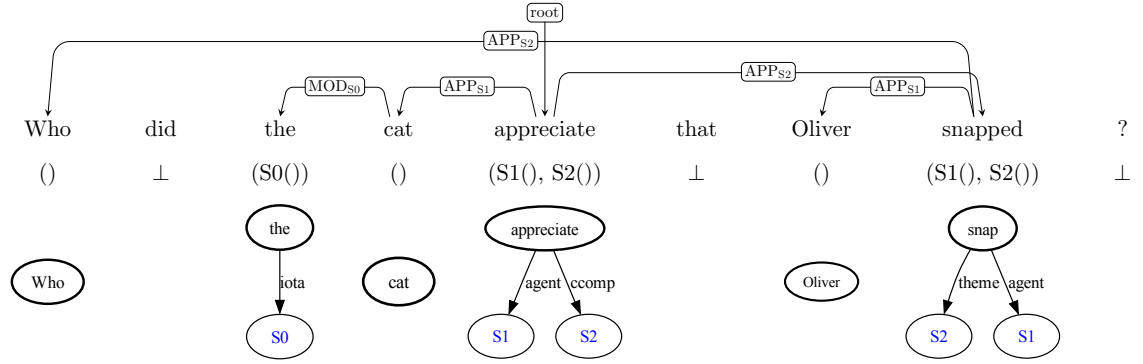 root
APP_S2
MOD_S0 APP_S1 APP_S2 APP_S1
Who did the cat appreciate that Oliver snapped ?
() ⊥ (S0()) () (S1(), S2()) ⊥ () (S1(), S2()) ⊥
the appreciate snap
Who iota cat agent ccomp Oliver theme agent
S0 S1 S2 S2 S1